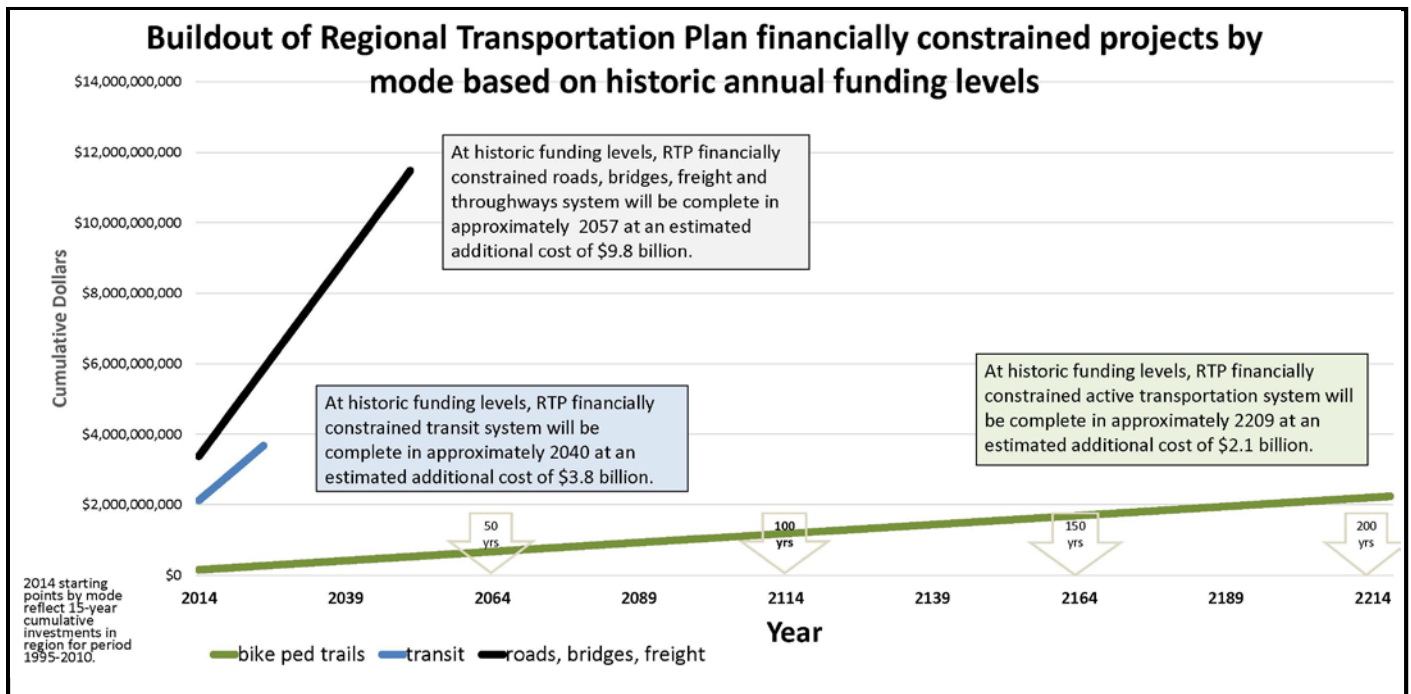 Buildout of Regional Transportation Plan financially constrained projects by
mode based on historic annual funding levels
$14,000,000,000
$12,000,000,000
$10,000,000,000
$8,000,000,000
$6,000,000,000
$4,000,000,000
$2,000,000,000
$0
Cumulative Dollars
At historic funding levels, RTP financially
constrained roads, bridges, freight and
throughways system will be complete in
approximately 2057 at an estimated
additional cost of $9.8 billion.
At historic funding levels, RTP financially
constrained transit system will be
complete in approximately 2040 at an
estimated additional cost of $3.8 billion.
At historic funding levels, RTP financially
constrained active transportation system will
be complete in approximately 2209 at an
estimated additional cost of $2.1 billion.
50
yrs
100
yrs
150
yrs
200
yrs
2014 2039 2064 2089 2114 2139 2164 2189 2214
Year
2014 starting
points by mode
reflect 15-year
cumulative
investments in
region for period
1995-2010.
bike ped trails transit roads, bridges, freight